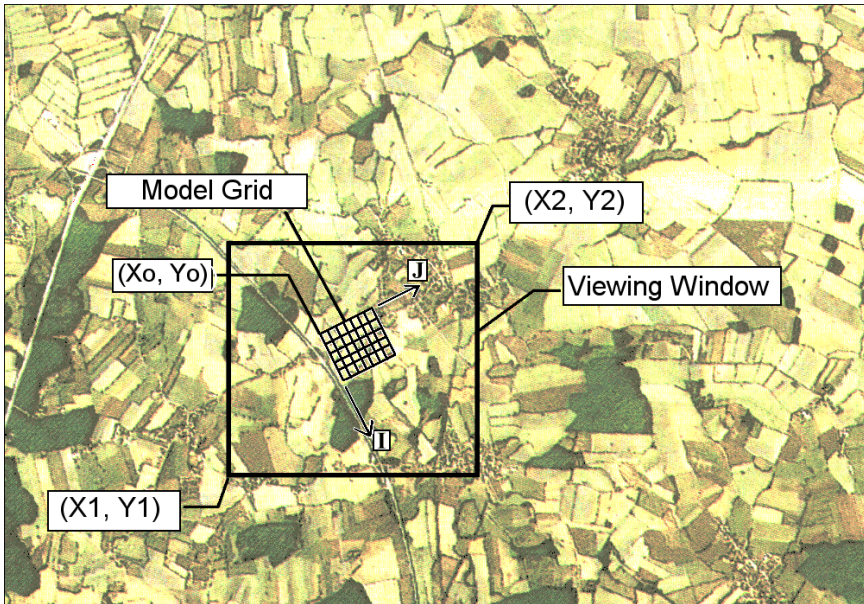 Model Grid
(X2, Y2)
(Xo, Yo)
J
Viewing Window
I
(X1, Y1)